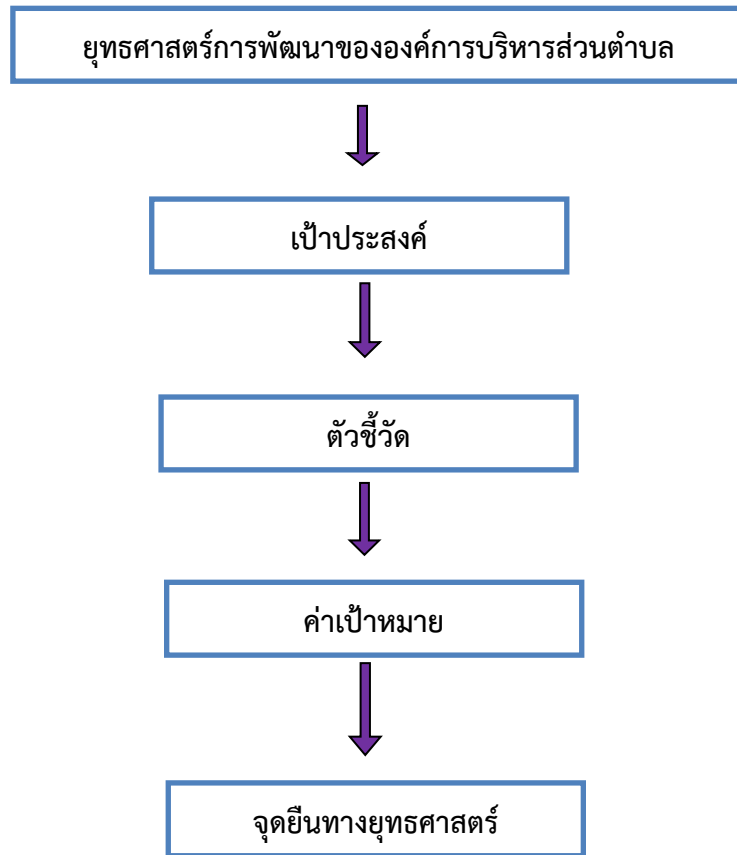 ยุทธศาสตร์การพัฒนาขององค์การบริหารส่วนตำบล
เป้าประสงค์
ตัวชี้วัด
ค่าเป้าหมาย
จุดยืนทางยุทธศาสตร์